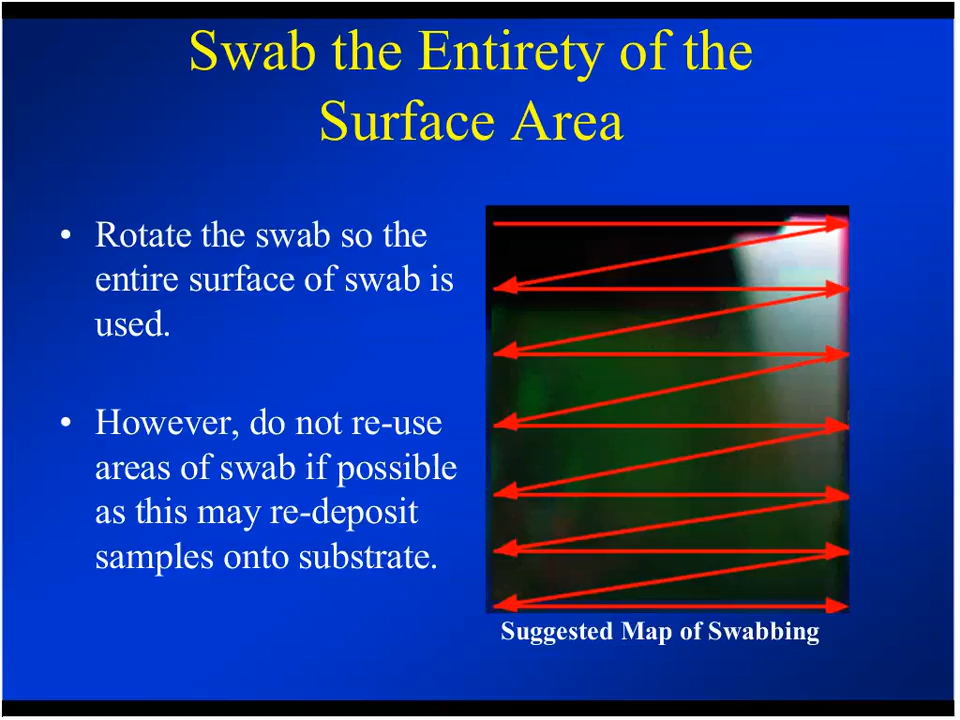 Swab the Entirety of the
Surface Area
• Rotate the swab so the
entire surface of swab is
used.
• However, do not re-use
areas of swab if possible
as this may re-deposit
samples onto substrate.
Suggested Map of Swabbing